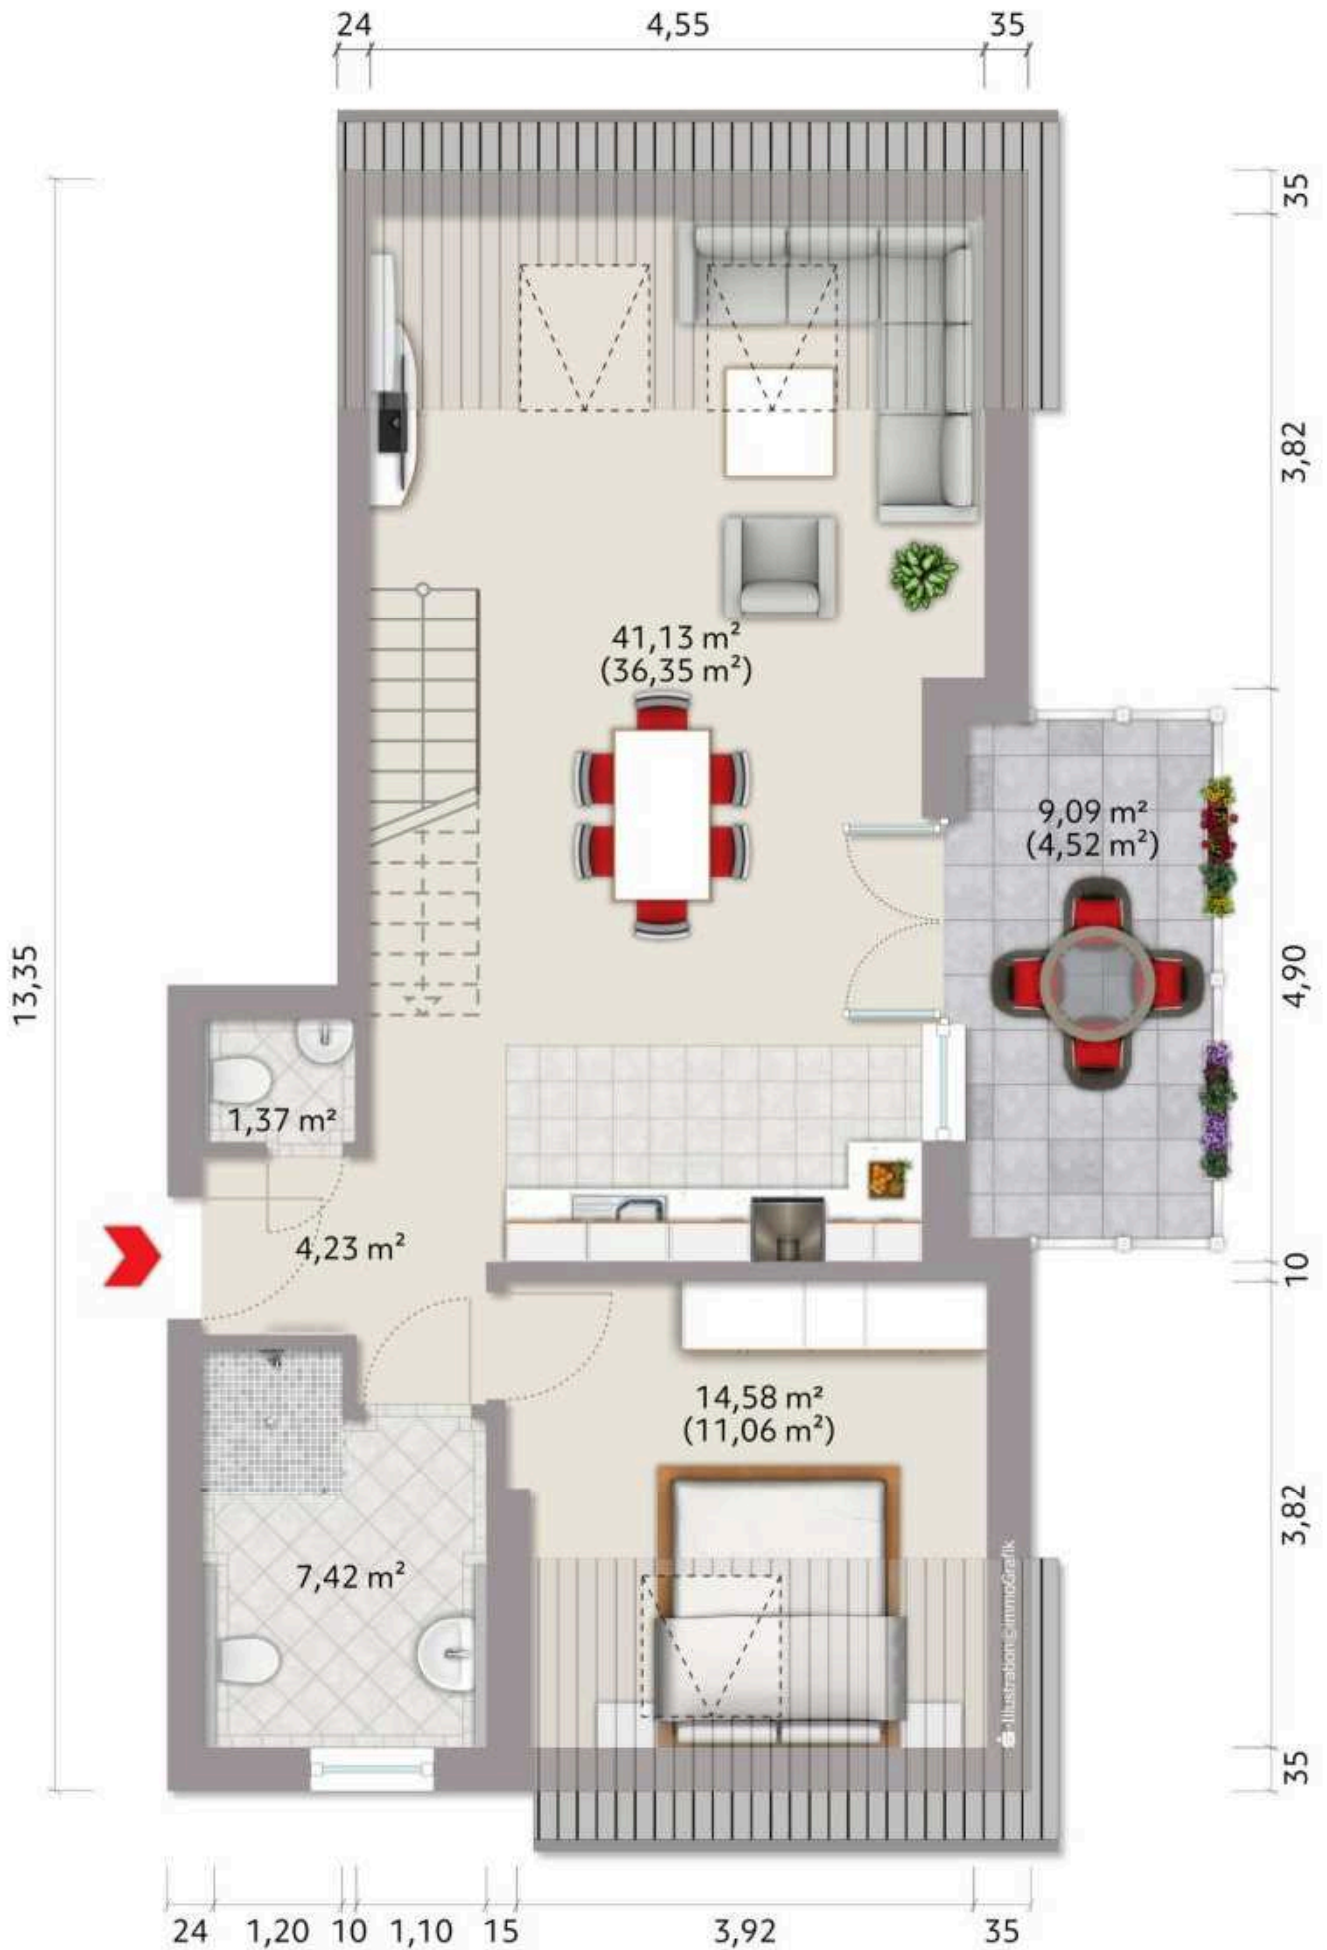 24 4,55 35
35
3,82
41,13 m²
(36,35 m²)
9,09 m²
(4,52 m²)
13,35
4,90
1,37 m²
4,23 m²
10
14,58 m²
(11,06 m²)
3,82
7,42 m²
Illustration ©ImmoGrafik
35
24 1,20 10 1,10 15 3,92 35